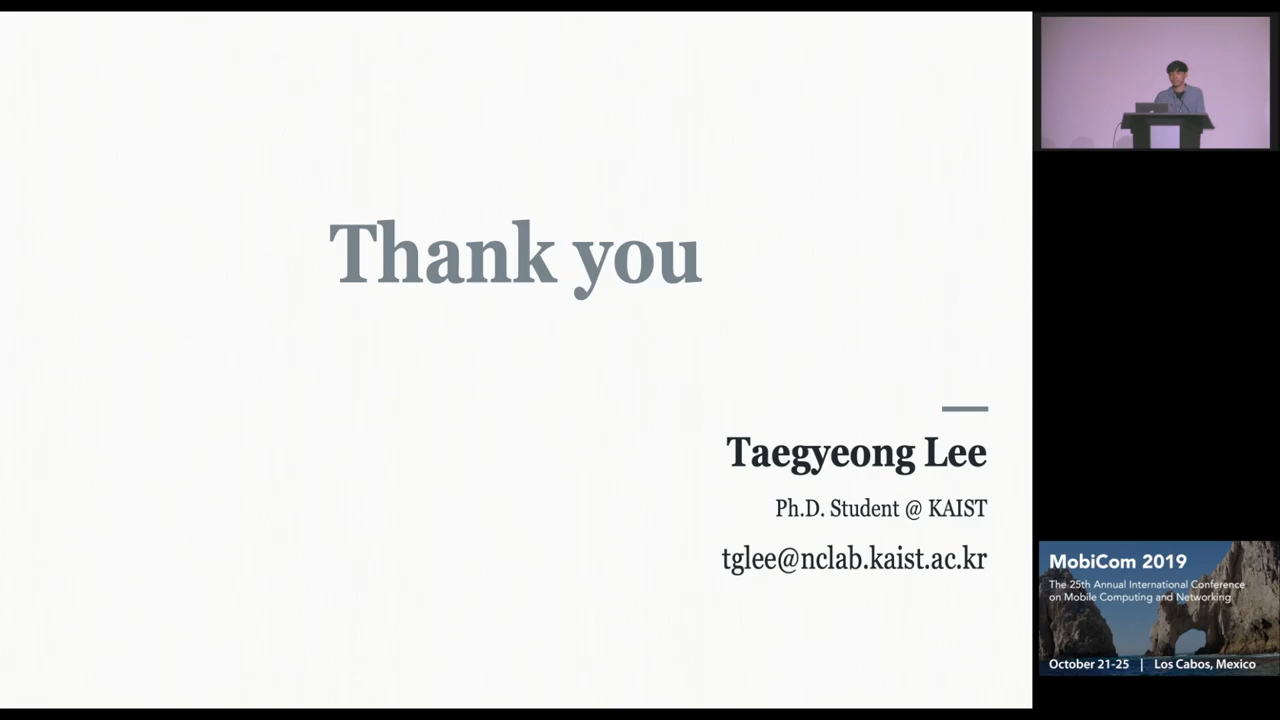 Thank you
Taegyeong Lee
Ph.D. Student @ KAIST
tglee@nclab.kaist.ac.kr
MobiCom 2019
The 25th Annual International Conference
on Mobile Computing and Networking
October 21-25 | Los Cabos, Mexico